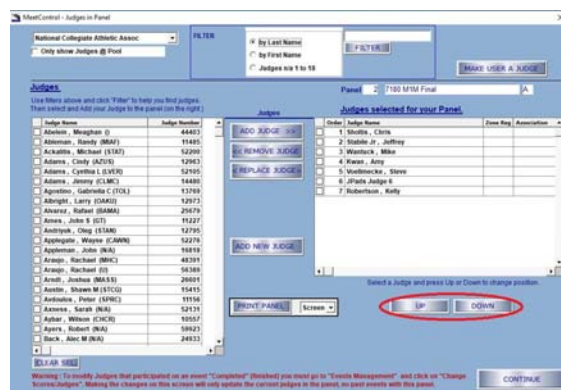 MeetControl - Judges in Panel
National Collegiate Athletic Assoc
Only show Judges @ Pool
FILTER
by Last Name
by First Name
Judges n/a 1 to 10
FILTER
MAKE USER A JUDGE
Judges
Use filters above and click "Filter" to help you find judges.
Then select and Add your Judge to the panel (on the right.)
Panel 2 7180 M1M Final A
Judges
Judges selected for your Panel.
Judge Name Judge Number
Abelein , Meaghan () 44403
Ableman , Randy (MIAF) 11485
Ackalitis , Michael (STAT) 52200
Adams , Cindy (AZUS) 12963
Adams , Cynthia L (LVER) 52105
Adams , Jimmy (CLMC) 14480
Agostino , Gabriella C (TOL) 13769
Albright , Larry (OAKU) 12973
Alvarez , Rafael (BAMA) 25679
Ames , John S (GT) 11227
Andriyuk , Oleg (STAN) 12795
Applegate , Wayne (CAWN) 52276
Appleman , John (N/A) 16810
Araujo , Rachael (MHC) 48391
Araujo , Rachael (U) 56389
Arndt , Joshua (MASS) 26601
Austin , Shawn M (STCG) 15415
Avdoulos , Peter (SPRC) 11156
Axness , Sarah (N/A) 52131
Aybar , Wilson (CHCR) 10557
Ayers , Robert (N/A) 59923
Back , Alec M (N/A) 24933
ADD JUDGE >>
<< REMOVE JUDGE
< REPLACE JUDGE>
ADD NEW JUDGE
Order Judge Name Zone Reg Association
1 Sholtis , Chris
2 Stabile Jr , Jeffrey
3 Wantuck , Mike
4 Kwan , Amy
5 Voellmecke , Steve
6 JPads Judge 6
7 Robertson , Kelly
Select a Judge and press Up or Down to change position.
PRINT PANEL
Screen
UP
DOWN
CLEAR SEL
Warning : To modify Judges that participated on an event "Completed" (finished) you must go to "Events Management" and click on "Change
Scores/Judges". Making the changes on this screen will only update the current judges in the panel, no past events with this panel.
CONTINUE